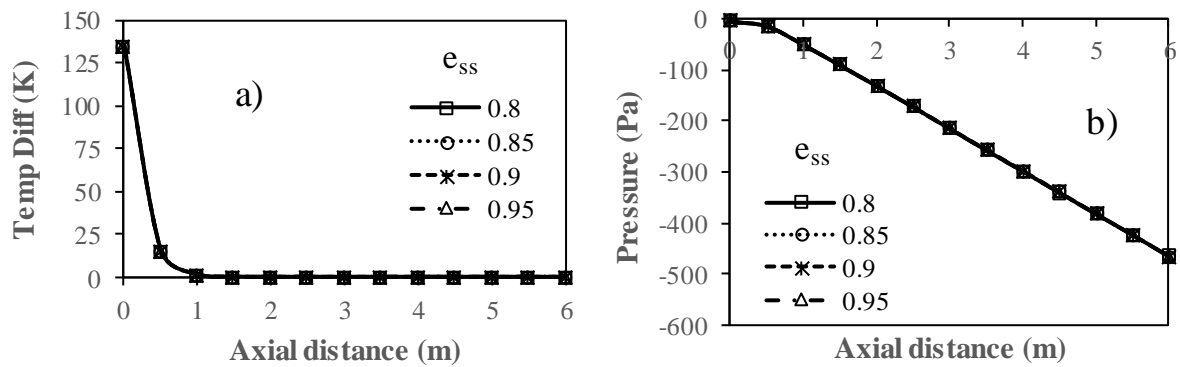 150
125
100
75
50
25
0
Temp Diff (K)
a)
e_ss
0.8
0.85
0.9
0.95
0 1 2 3 4 5 6
Axial distance (m)
0
-100
-200
-300
-400
-500
-600
Pressure (Pa)
0 1 2 3 4 5 6
b)
e_ss
0.8
0.85
0.9
0.95
Axial distance (m)